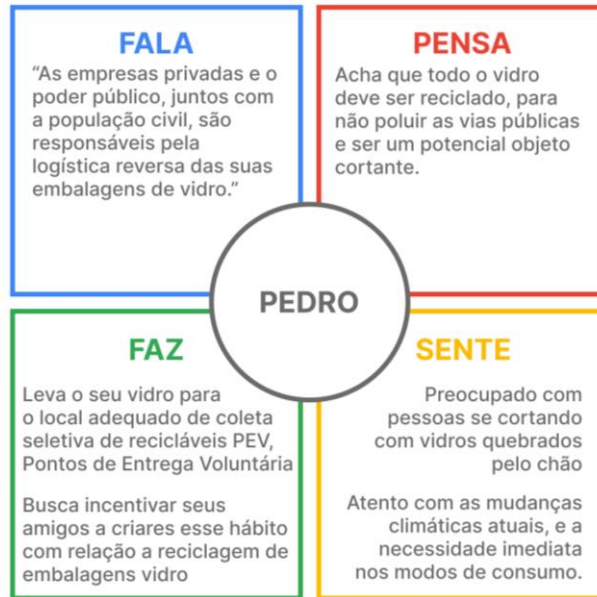 FALA
“As empresas privadas e o
poder público, juntos com
a população civil, são
responsáveis pela
logística reversa das suas
embalagens de vidro.”
PENSA
Acha que todo o vidro
deve ser reciclado, para
não poluir as vias públicas
e ser um potencial objeto
cortante.
PEDRO
FAZ
Leva o seu vidro para
o local adequado de coleta
seletiva de recicláveis PEV,
Pontos de Entrega Voluntária
Busca incentivar seus
amigos a criares esse hábito
com relação a reciclagem de
embalagens vidro
SENTE
Preocupado com
pessoas se cortando
com vidros quebrados
pelo chão
Atento com as mudanças
climáticas atuais, e a
necessidade imediata
nos modos de consumo.